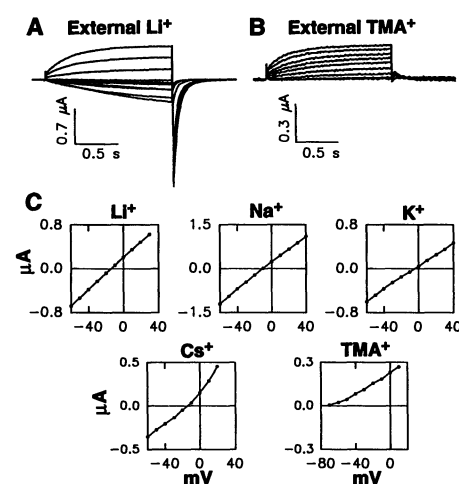 A External Li+
B External TMA+
0.7 μA
0.5 s
0.3 μA
0.5 s
C
Li+
Na+
K+
μA
0.8
0.0
−0.8
−40 0 40
1.5
0.0
−1.5
−40 0 40
0.8
0.0
−0.8
−40 0 40
Cs+
TMA+
μA
0.5
0.0
−0.5
−40 0 40
mV
0.3
0.0
−0.3
−80 −40 0
mV